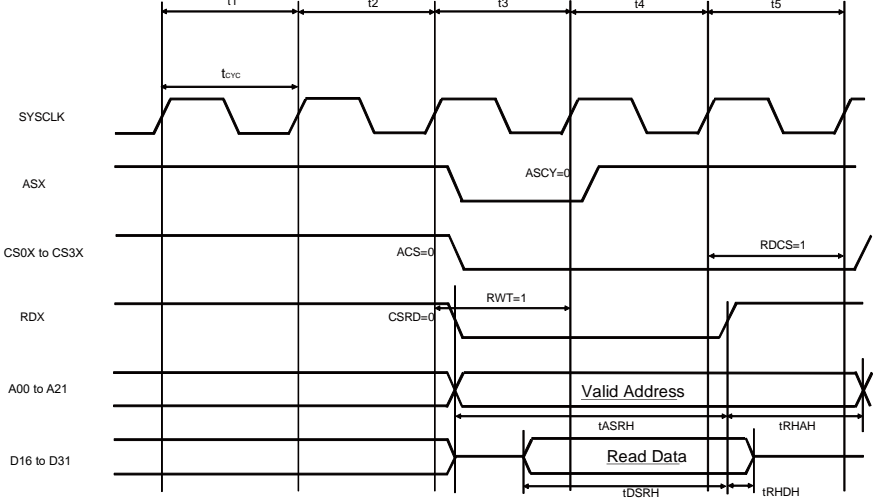 t1 t2 t3 t4 t5
tCYC
SYSCLK
ASX ASCY=0
CS0X to CS3X ACS=0 RDCS=1
RDX CSRD=0 RWT=1
A00 to A21 Valid Address
tASRH tRHAH
D16 to D31 Read Data
tDSRH tRHDH